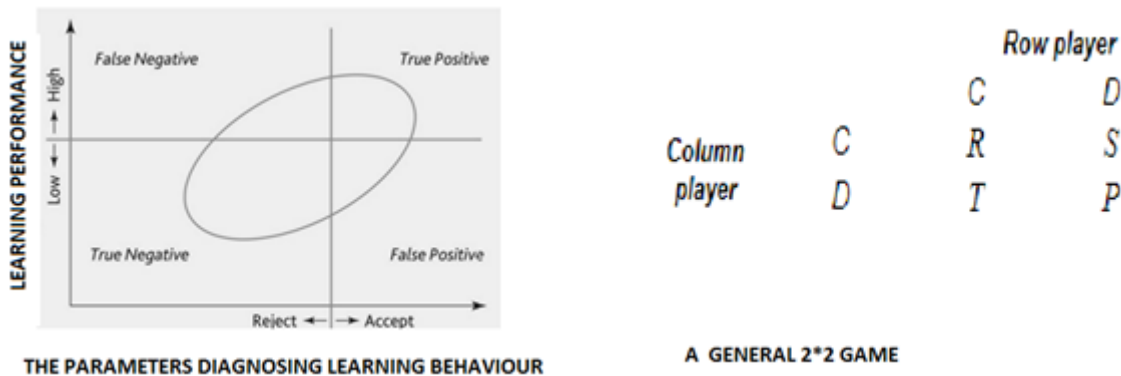 LEARNING PERFORMANCE
Low ← → High
False Negative
True Positive
True Negative
False Positive
Reject ← → Accept
THE PARAMETERS DIAGNOSING LEARNING BEHAVIOUR
Row player
C D
Column player
C R S
D T P
A GENERAL 2*2 GAME